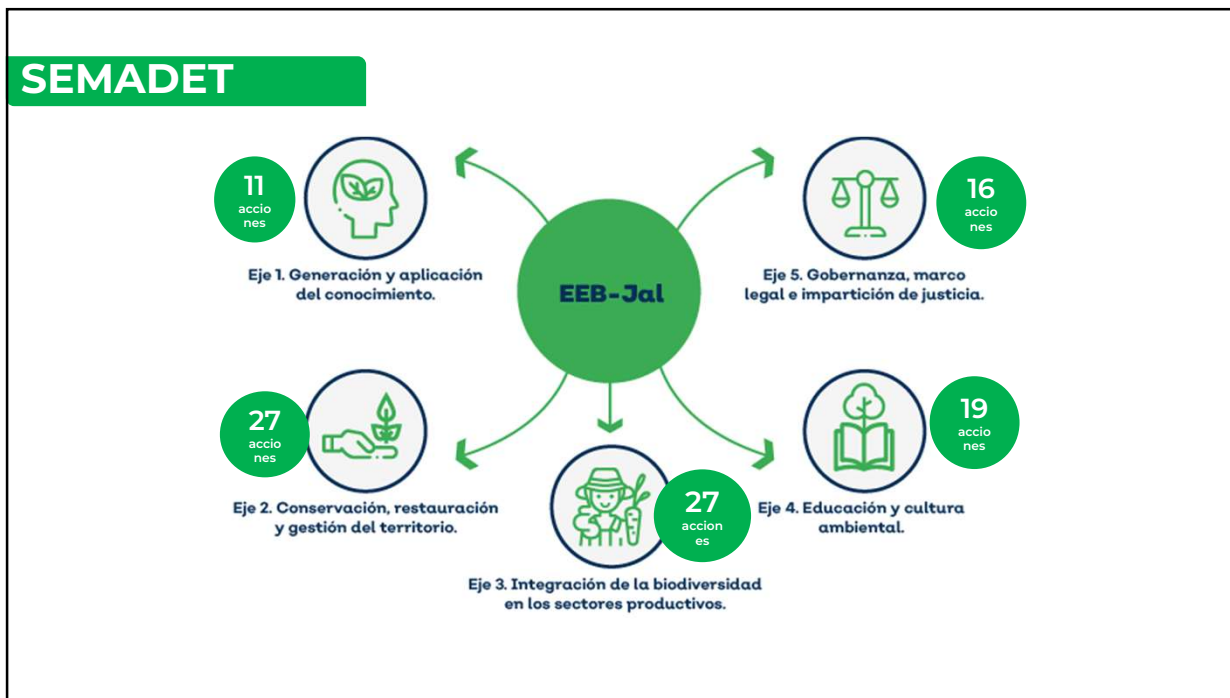 SEMADET
11
accio
nes
Eje 1. Generación y aplicación
del conocimiento.
EEB-Jal
16
accio
nes
Eje 5. Gobernanza, marco
legal e impartición de justicia.
27
accio
nes
Eje 2. Conservación, restauración
y gestión del territorio.
27
accion
es
Eje 3. Integración de la biodiversidad
en los sectores productivos.
19
accio
nes
Eje 4. Educación y cultura
ambiental.